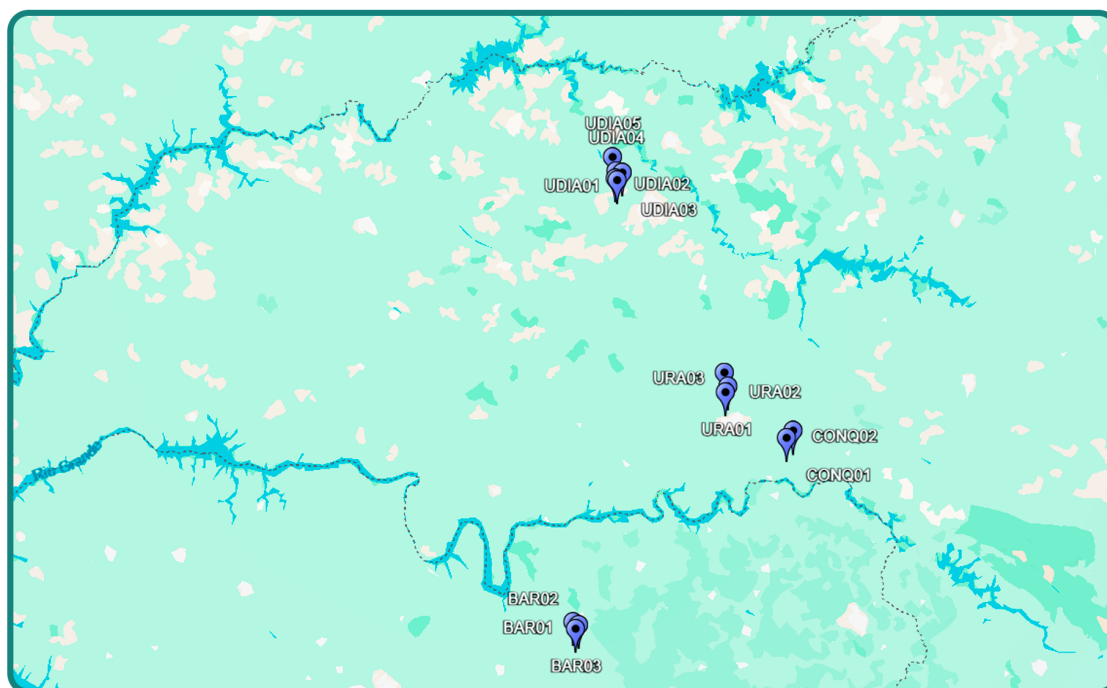 UDIA05
UDIA04
UDIA01
UDIA02
UDIA03
URA03
URA02
URA01
CONQ02
CONQ01
Rio Grande
BAR02
BAR01
BAR03